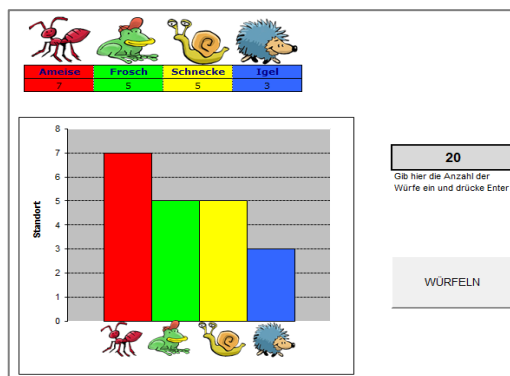 Ameise Frosch Schnecke Igel
7 5 5 3
8
7
6
5
4
3
2
1
0
Standort
20
Gib hier die Anzahl der
Würfe ein und drücke Enter
WÜRFELN